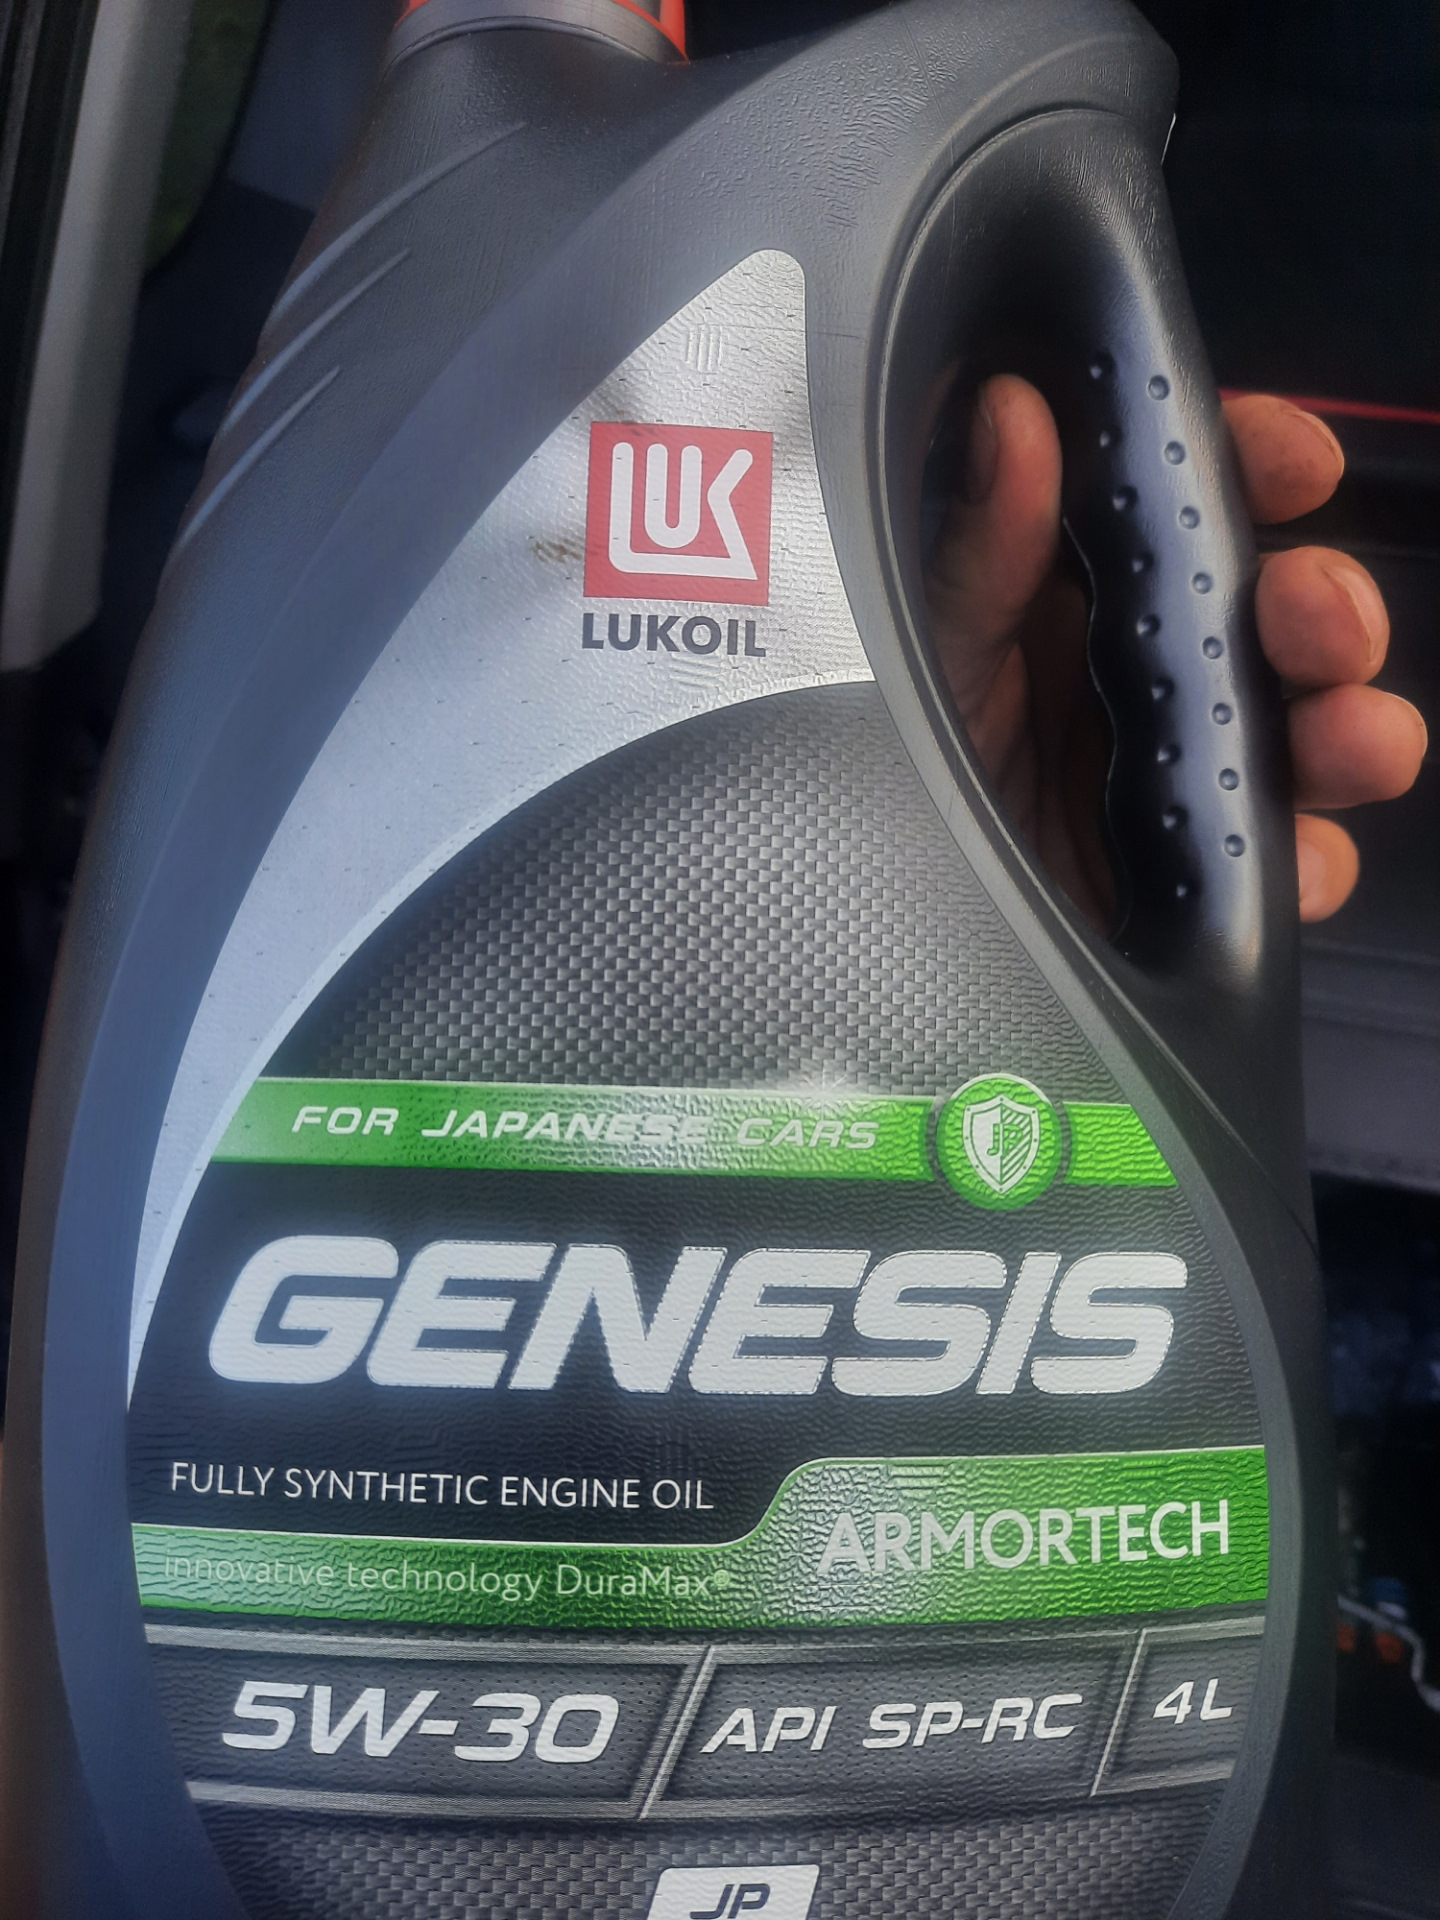 LUK
LUKOIL
FOR JAPANESE CARS
JP
GENESIS
FULLY SYNTHETIC ENGINE OIL
ARMORTECH
innovative technology DuraMax®
5W-30 API SP-RC 4L
JP